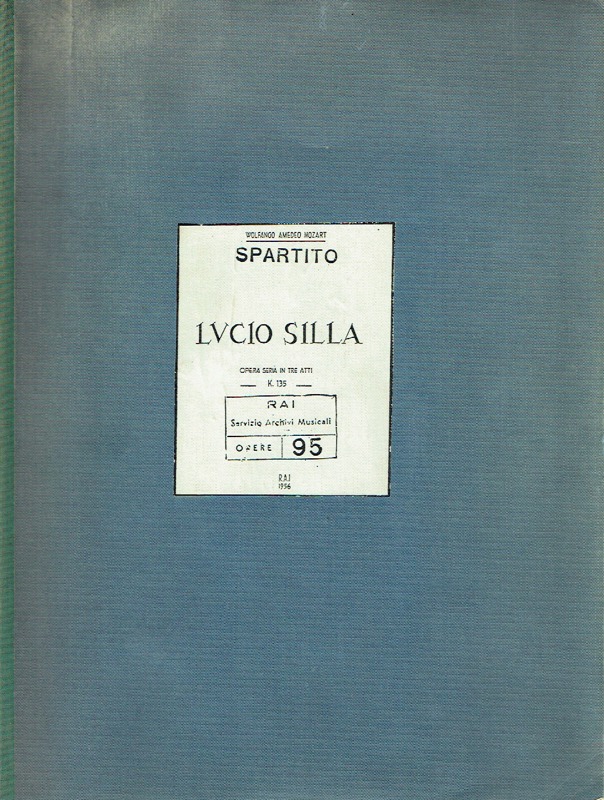 WOLFANGO AMEDEO MOZART
SPARTITO
LVCIO SILLA
OPERA SERIA IN TRE ATTI
K. 135
RAI
Servizio Archivi Musicali
OPERE 95
RAI
1956